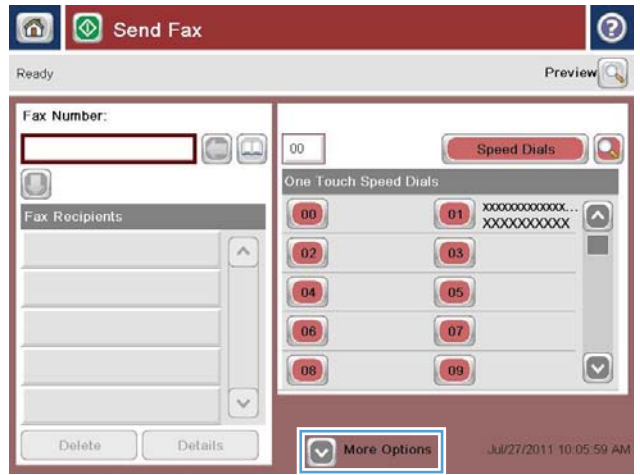 Send Fax
Ready
Preview
Fax Number:
00
Speed Dials
One Touch Speed Dials
Fax Recipients
00
01
XXXXXXXXXXXX...
XXXXXXXXXX
02
03
04
05
06
07
08
09
Delete
Details
More Options
Jul/27/2011 10:05:59 AM